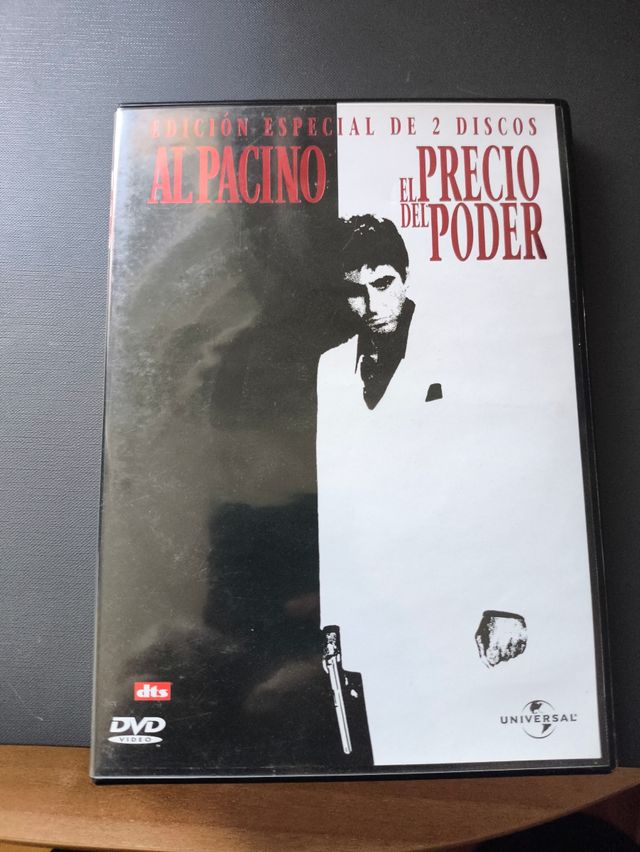 EDICIÓN ESPECIAL DE 2 DISCOS
AL PACINO
EL PRECIO
DEL PODER
dts
DVD
VIDEO
UNIVERSAL